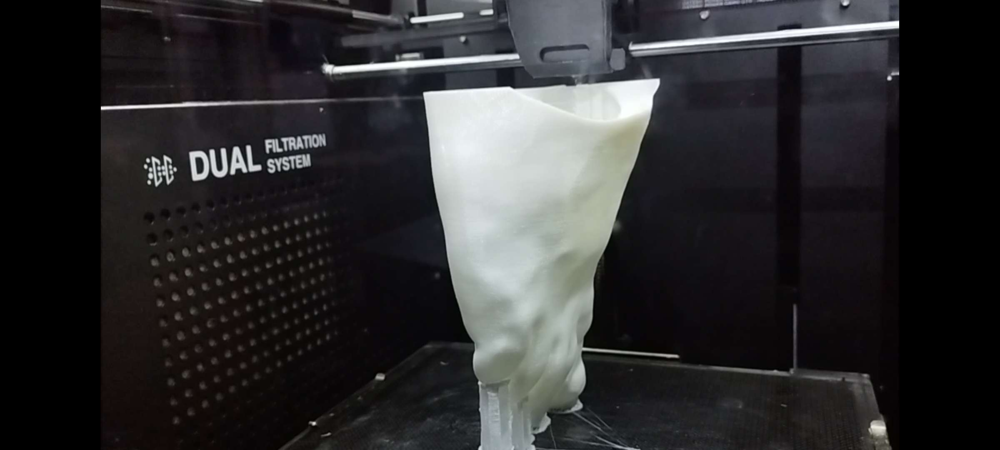 DUAL FILTRATION
SYSTEM